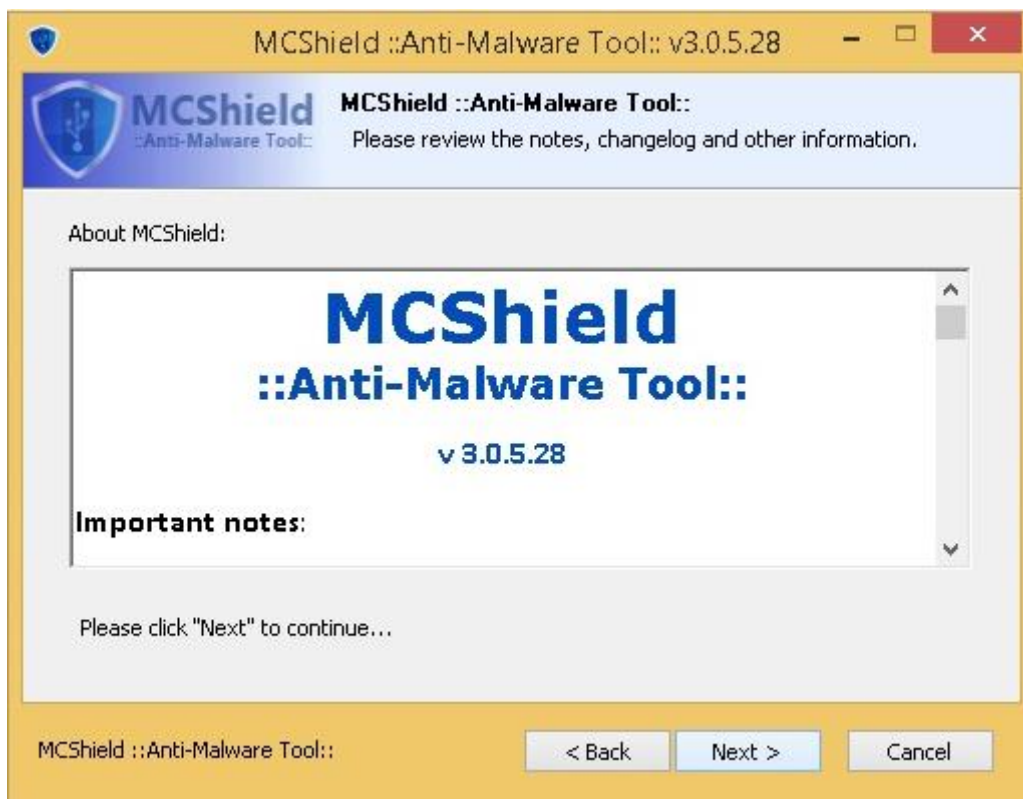 MCShield ::Anti-Malware Tool:: v3.0.5.28
MCShield
::Anti-Malware Tool::
MCShield ::Anti-Malware Tool::
Please review the notes, changelog and other information.
About MCShield:
MCShield
::Anti-Malware Tool::
v 3.0.5.28
Important notes:
Please click "Next" to continue...
MCShield ::Anti-Malware Tool::
< Back
Next >
Cancel